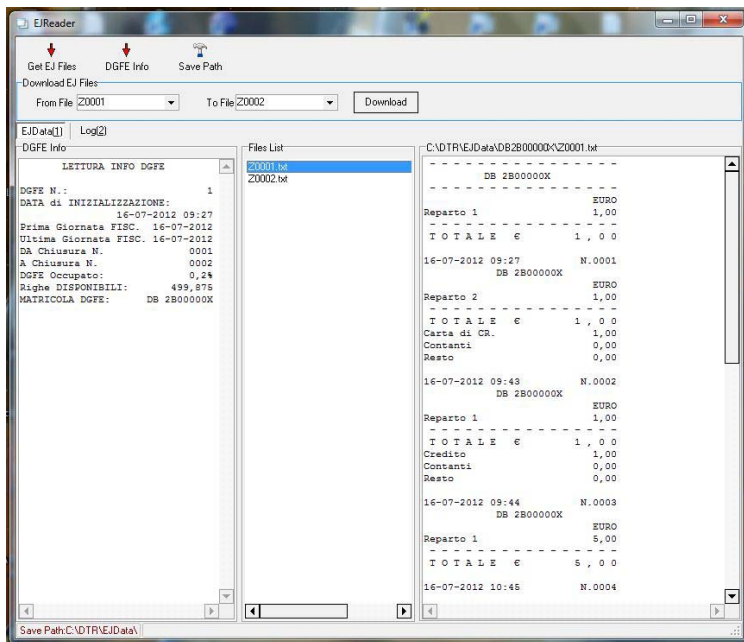 EJReader
Get EJ Files DGFE Info Save Path
Download EJ Files
From File Z0001 To File Z0002 Download
EJData(1) Log(2)
DGFE Info
LETTURA INFO DGFE
DGFE N.: 1
DATA di INIZIALIZZAZIONE:
16-07-2012 09:27
Prima Giornata FISC. 16-07-2012
Ultima Giornata FISC. 16-07-2012
DA Chiusura N. 0001
A Chiusura N. 0002
DGFE Occupato: 0,2%
Righe DISPONIBILI: 499,875
MATRICOLA DGFE: DB 2B00000X
Files List
Z0001.txt
Z0002.txt
C:\DTR\EJData\DB2B00000X\Z0001.txt
- - - - - - - - - - - - - - - -
DB 2B00000X
- - - - - - - - - - - - - - - -
EURO
Reparto 1 1,00
- - - - - - - - - - - - - - - -
T O T A L E € 1 , 0 0
16-07-2012 09:27 N.0001
DB 2B00000X
EURO
Reparto 2 1,00
- - - - - - - - - - - - - - - -
T O T A L E € 1 , 0 0
Carta di CR. 1,00
Contanti 0,00
Resto 0,00
16-07-2012 09:43 N.0002
DB 2B00000X
EURO
Reparto 1 1,00
- - - - - - - - - - - - - - - -
T O T A L E € 1 , 0 0
Credito 1,00
Contanti 0,00
Resto 0,00
16-07-2012 09:44 N.0003
DB 2B00000X
EURO
Reparto 1 5,00
- - - - - - - - - - - - - - - -
T O T A L E € 5 , 0 0
16-07-2012 10:45 N.0004
Save Path:C:\DTR\EJData\